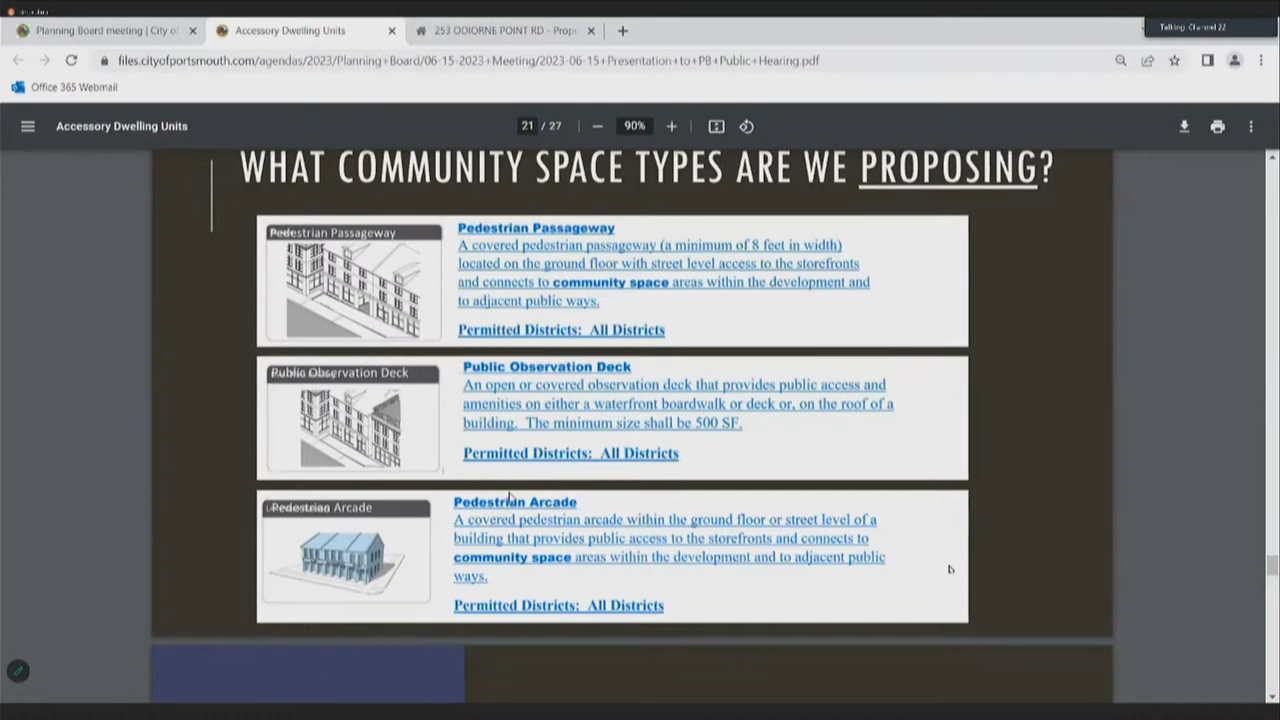 Talking: Channel 22
Planning Board meeting | City of
Accessory Dwelling Units
253 ODIORNE POINT RD - Prop
files.cityofportsmouth.com/agendas/2023/Planning+Board/06-15-2023+Meeting/2023-06-15+Presentation+to+PB+Public+Hearing.pdf
Office 365 Webmail
Accessory Dwelling Units
21 / 27
90%
WHAT COMMUNITY SPACE TYPES ARE WE PROPOSING?
Pedestrian Passageway
Pedestrian Passageway
A covered pedestrian passageway (a minimum of 8 feet in width)
located on the ground floor with street level access to the storefronts
and connects to community space areas within the development and
to adjacent public ways.
Permitted Districts: All Districts
Public Observation Deck
Public Observation Deck
An open or covered observation deck that provides public access and
amenities on either a waterfront boardwalk or deck or, on the roof of a
building. The minimum size shall be 500 SF.
Permitted Districts: All Districts
Pedestrian Arcade
Pedestrian Arcade
A covered pedestrian arcade within the ground floor or street level of a
building that provides public access to the storefronts and connects to
community space areas within the development and to adjacent public
ways.
Permitted Districts: All Districts